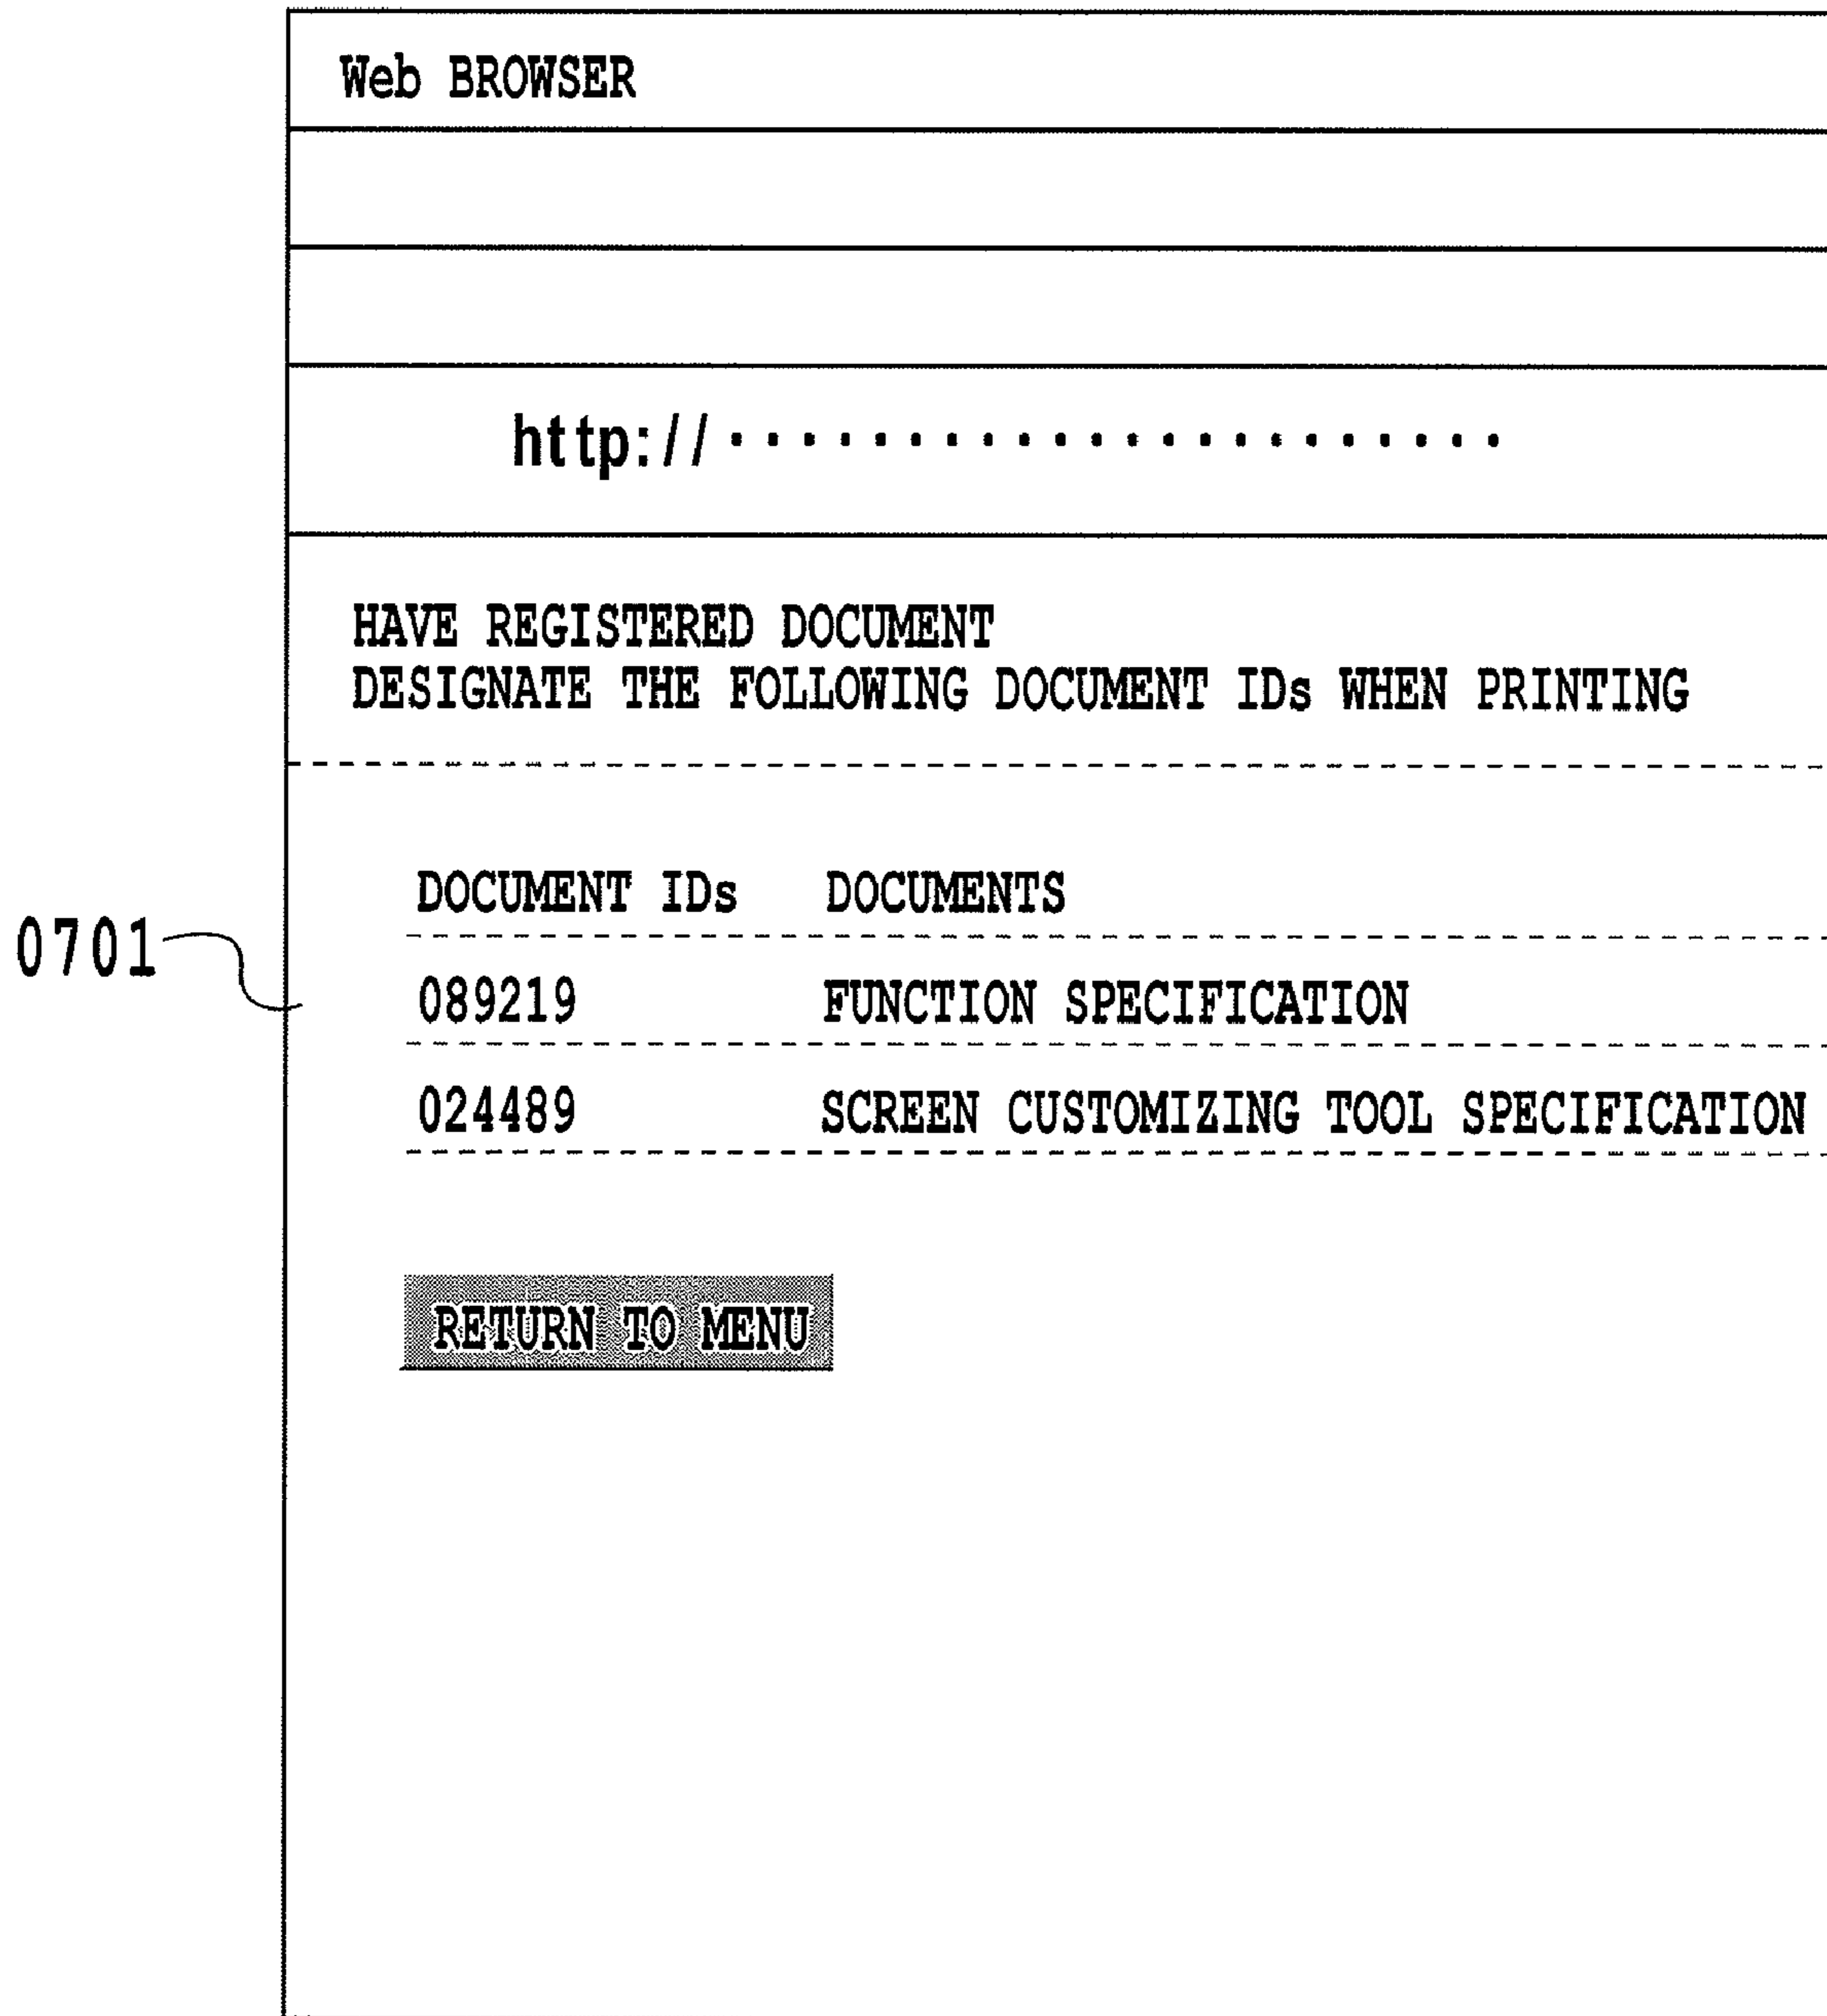 Web BROWSER
http://······················
HAVE REGISTERED DOCUMENT
DESIGNATE THE FOLLOWING DOCUMENT IDs WHEN PRINTING
DOCUMENT IDs DOCUMENTS
0701
089219 FUNCTION SPECIFICATION
024489 SCREEN CUSTOMIZING TOOL SPECIFICATION
RETURN TO MENU